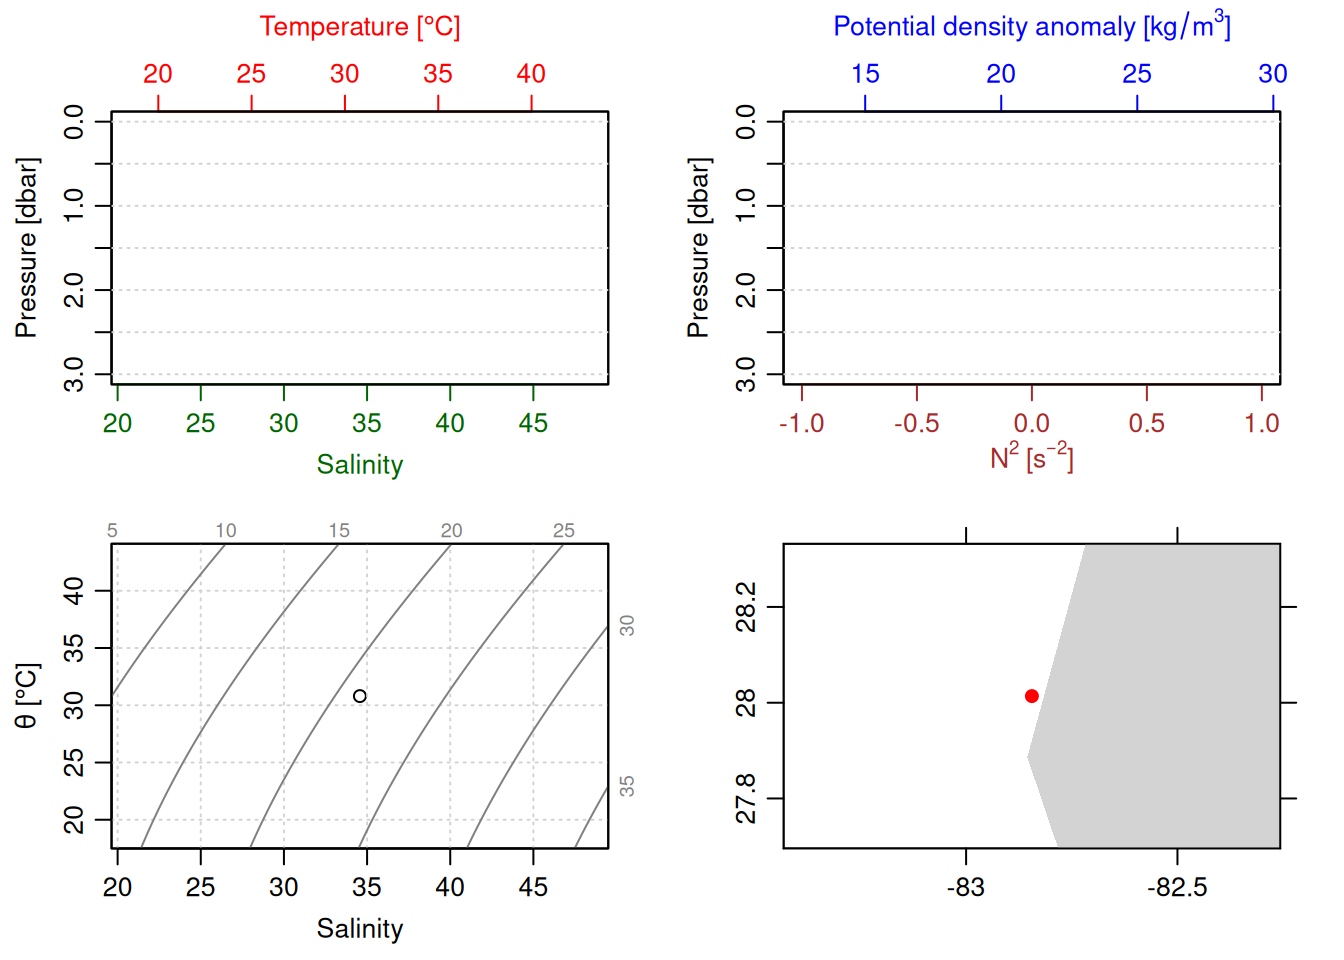 Temperature [°C]
20 25 30 35 40
Pressure [dbar]
0.0
1.0
2.0
3.0
20 25 30 35 40 45
Salinity
Potential density anomaly [kg/m³]
15 20 25 30
Pressure [dbar]
0.0
1.0
2.0
3.0
-1.0 -0.5 0.0 0.5 1.0
N² [s⁻²]
5 10 15 20 25
30
35
θ [°C]
40
35
30
25
20
20 25 30 35 40 45
Salinity
28.2
28
27.8
-83 -82.5